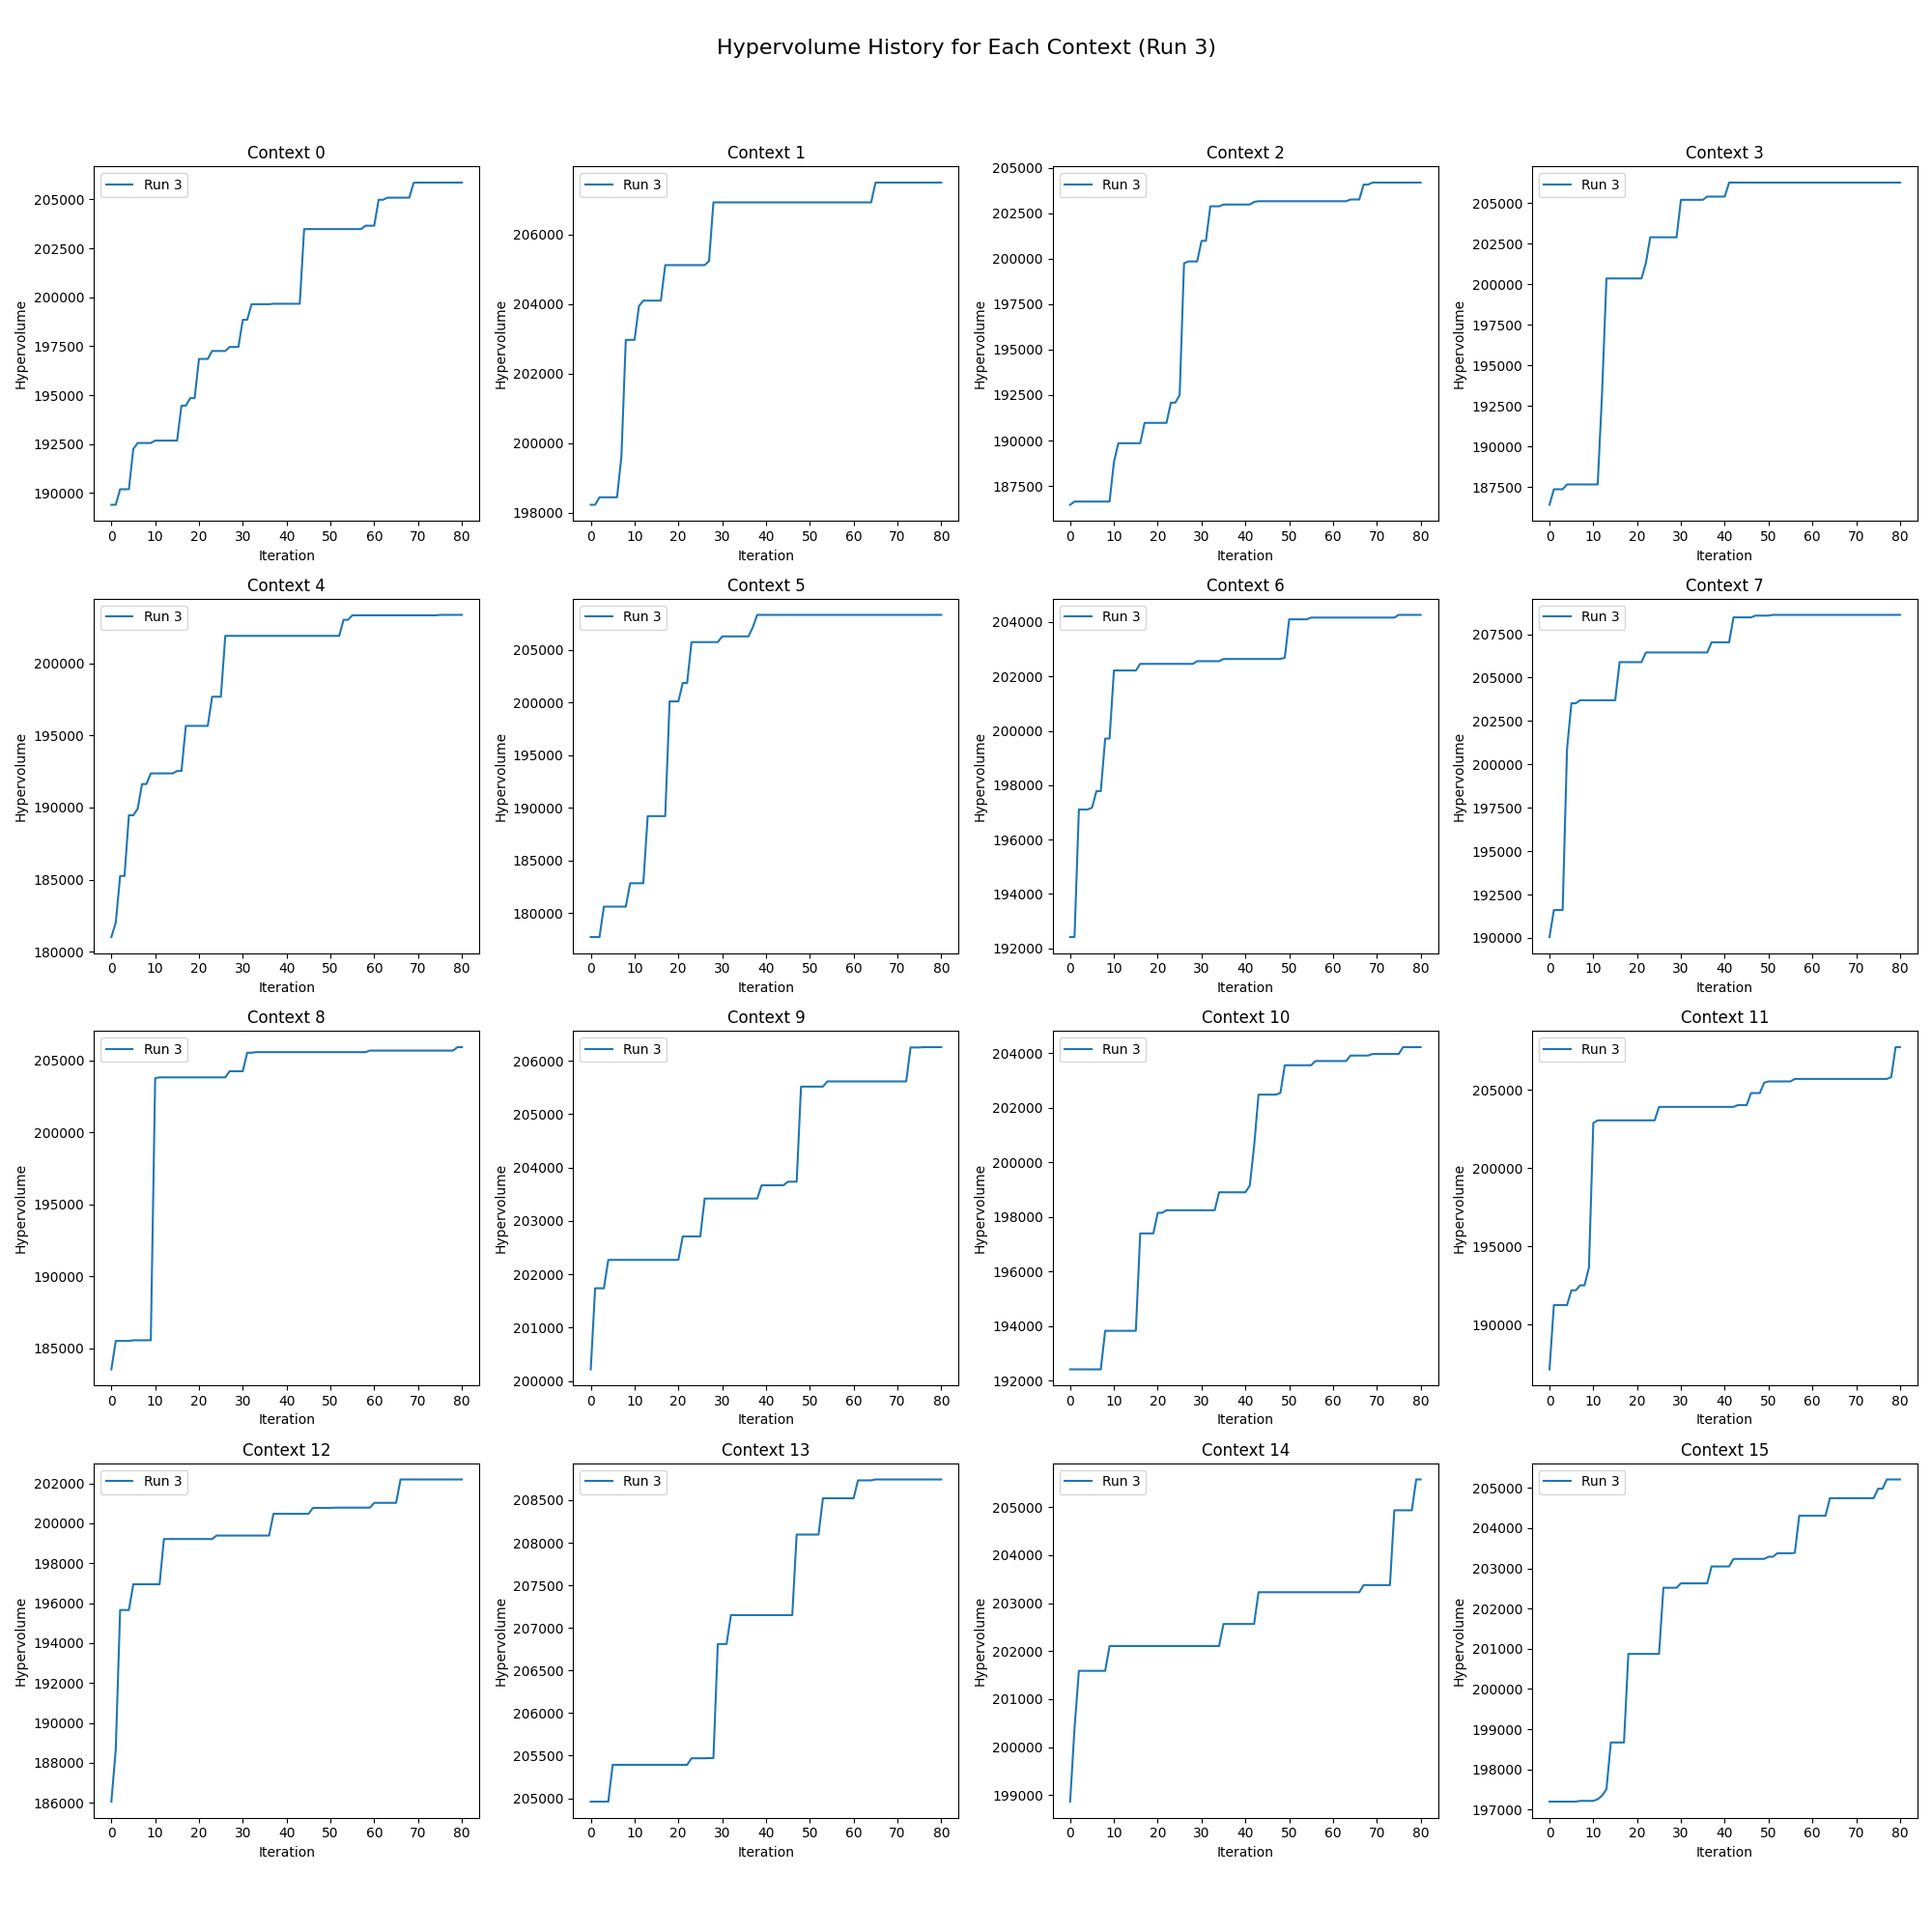 Hypervolume History for Each Context (Run 3)
Context 0
Run 3
205000
202500
200000
197500
195000
192500
190000
Hypervolume
0 10 20 30 40 50 60 70 80
Iteration
Context 1
Run 3
206000
204000
202000
200000
198000
Hypervolume
0 10 20 30 40 50 60 70 80
Iteration
Context 2
Run 3
205000
202500
200000
197500
195000
192500
190000
187500
Hypervolume
0 10 20 30 40 50 60 70 80
Iteration
Context 3
Run 3
205000
202500
200000
197500
195000
192500
190000
187500
Hypervolume
0 10 20 30 40 50 60 70 80
Iteration
Context 4
Run 3
200000
195000
190000
185000
180000
Hypervolume
0 10 20 30 40 50 60 70 80
Iteration
Context 5
Run 3
205000
200000
195000
190000
185000
180000
Hypervolume
0 10 20 30 40 50 60 70 80
Iteration
Context 6
Run 3
204000
202000
200000
198000
196000
194000
192000
Hypervolume
0 10 20 30 40 50 60 70 80
Iteration
Context 7
Run 3
207500
205000
202500
200000
197500
195000
192500
190000
Hypervolume
0 10 20 30 40 50 60 70 80
Iteration
Context 8
Run 3
205000
200000
195000
190000
185000
Hypervolume
0 10 20 30 40 50 60 70 80
Iteration
Context 9
Run 3
206000
205000
204000
203000
202000
201000
200000
Hypervolume
0 10 20 30 40 50 60 70 80
Iteration
Context 10
Run 3
204000
202000
200000
198000
196000
194000
192000
Hypervolume
0 10 20 30 40 50 60 70 80
Iteration
Context 11
Run 3
205000
200000
195000
190000
Hypervolume
0 10 20 30 40 50 60 70 80
Iteration
Context 12
Run 3
202000
200000
198000
196000
194000
192000
190000
188000
186000
Hypervolume
0 10 20 30 40 50 60 70 80
Iteration
Context 13
Run 3
208500
208000
207500
207000
206500
206000
205500
205000
Hypervolume
0 10 20 30 40 50 60 70 80
Iteration
Context 14
Run 3
205000
204000
203000
202000
201000
200000
199000
Hypervolume
0 10 20 30 40 50 60 70 80
Iteration
Context 15
Run 3
205000
204000
203000
202000
201000
200000
199000
198000
197000
Hypervolume
0 10 20 30 40 50 60 70 80
Iteration